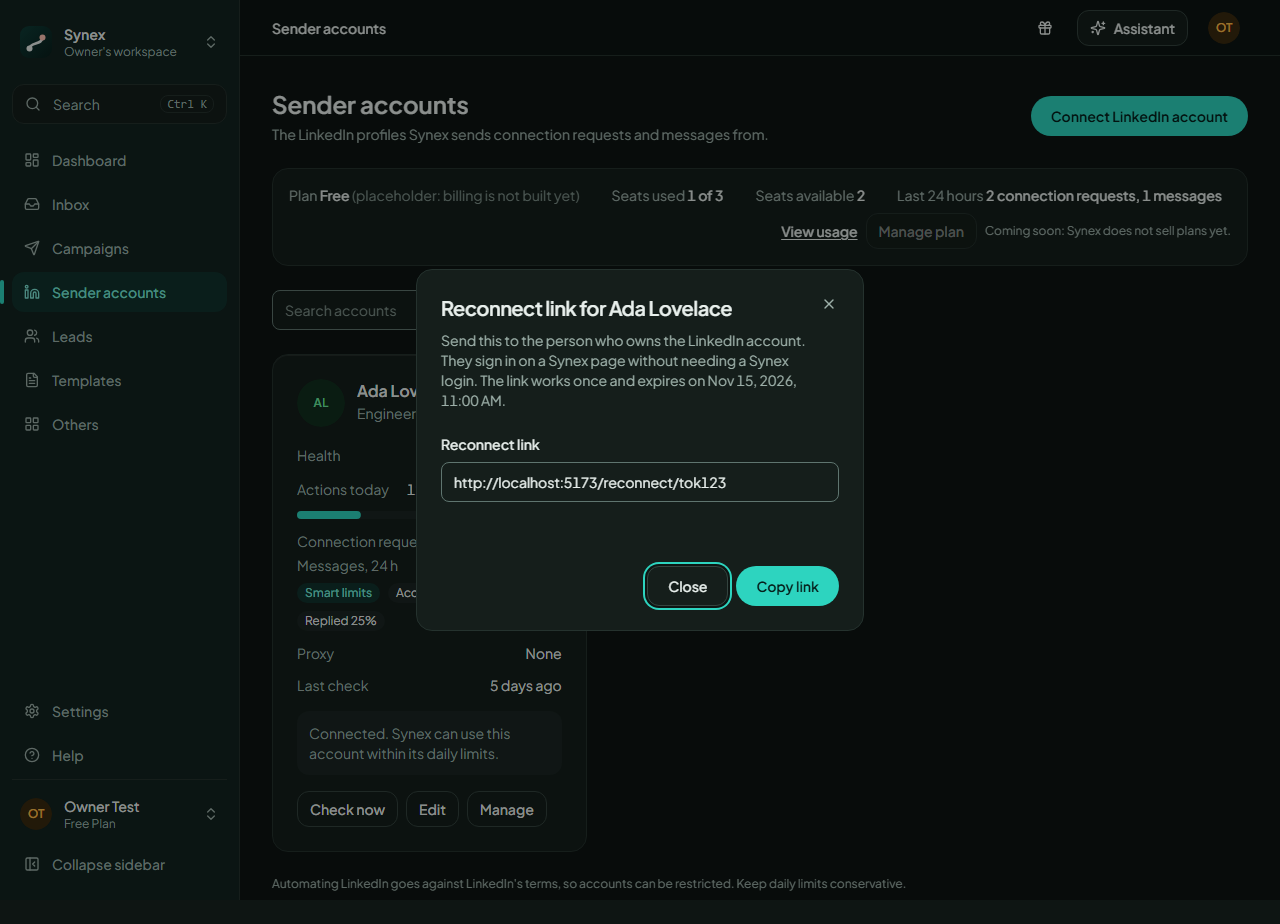 Synex
Owner's workspace
Search
Ctrl K
Dashboard
Inbox
Campaigns
Sender accounts
Leads
Templates
Others
Settings
Help
OT
Owner Test
Free Plan
Collapse sidebar
Sender accounts
Assistant
OT
Sender accounts
The LinkedIn profiles Synex sends connection requests and messages from.
Connect LinkedIn account
Plan Free (placeholder: billing is not built yet)
Seats used 1 of 3
Seats available 2
Last 24 hours 2 connection requests, 1 messages
View usage
Manage plan
Coming soon: Synex does not sell plans yet.
Search accounts
AL
Ada Lov
Engineer
Health
Actions today
1
Connection reque
Messages, 24 h
Smart limits
Acc
Replied 25%
Proxy
None
Last check
5 days ago
Connected. Synex can use this
account within its daily limits.
Check now
Edit
Manage
Reconnect link for Ada Lovelace
Send this to the person who owns the LinkedIn account.
They sign in on a Synex page without needing a Synex
login. The link works once and expires on Nov 15, 2026,
11:00 AM.
Reconnect link
http://localhost:5173/reconnect/tok123
Close
Copy link
Automating LinkedIn goes against LinkedIn's terms, so accounts can be restricted. Keep daily limits conservative.